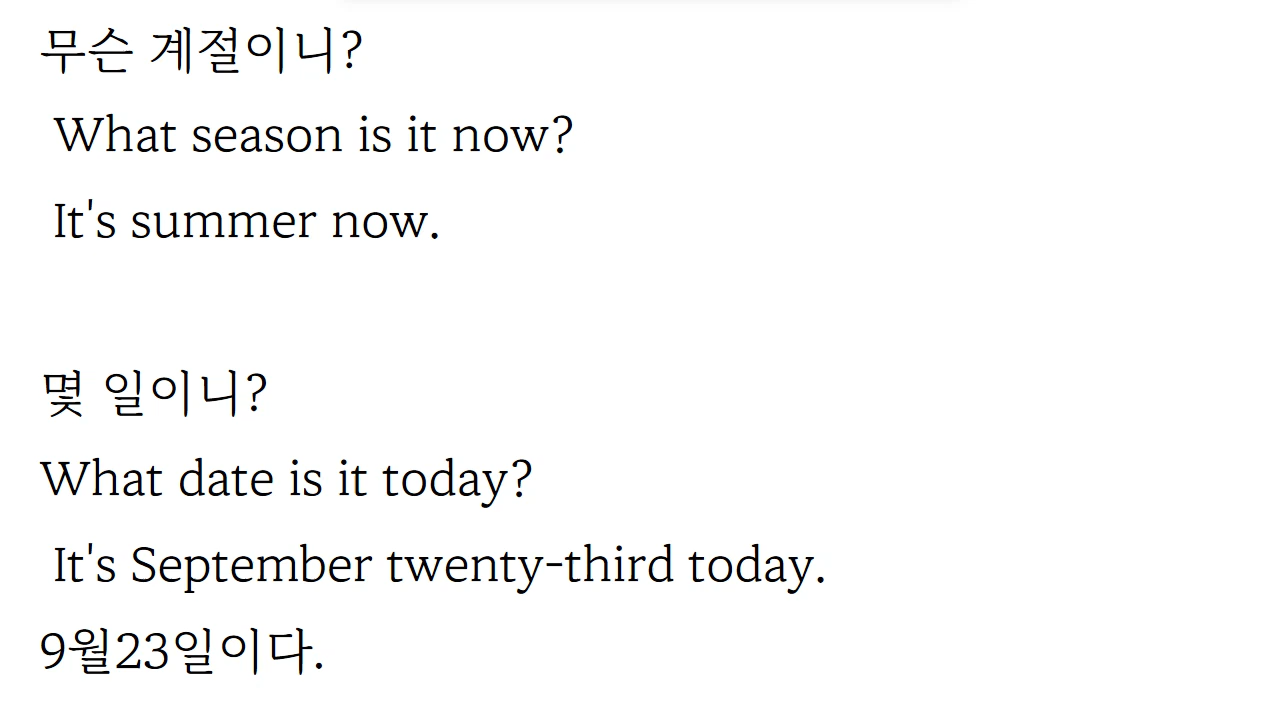 무슨 계절이니?
What season is it now?
It's summer now.
몇 일이니?
What date is it today?
It's September twenty-third today.
9월23일이다.